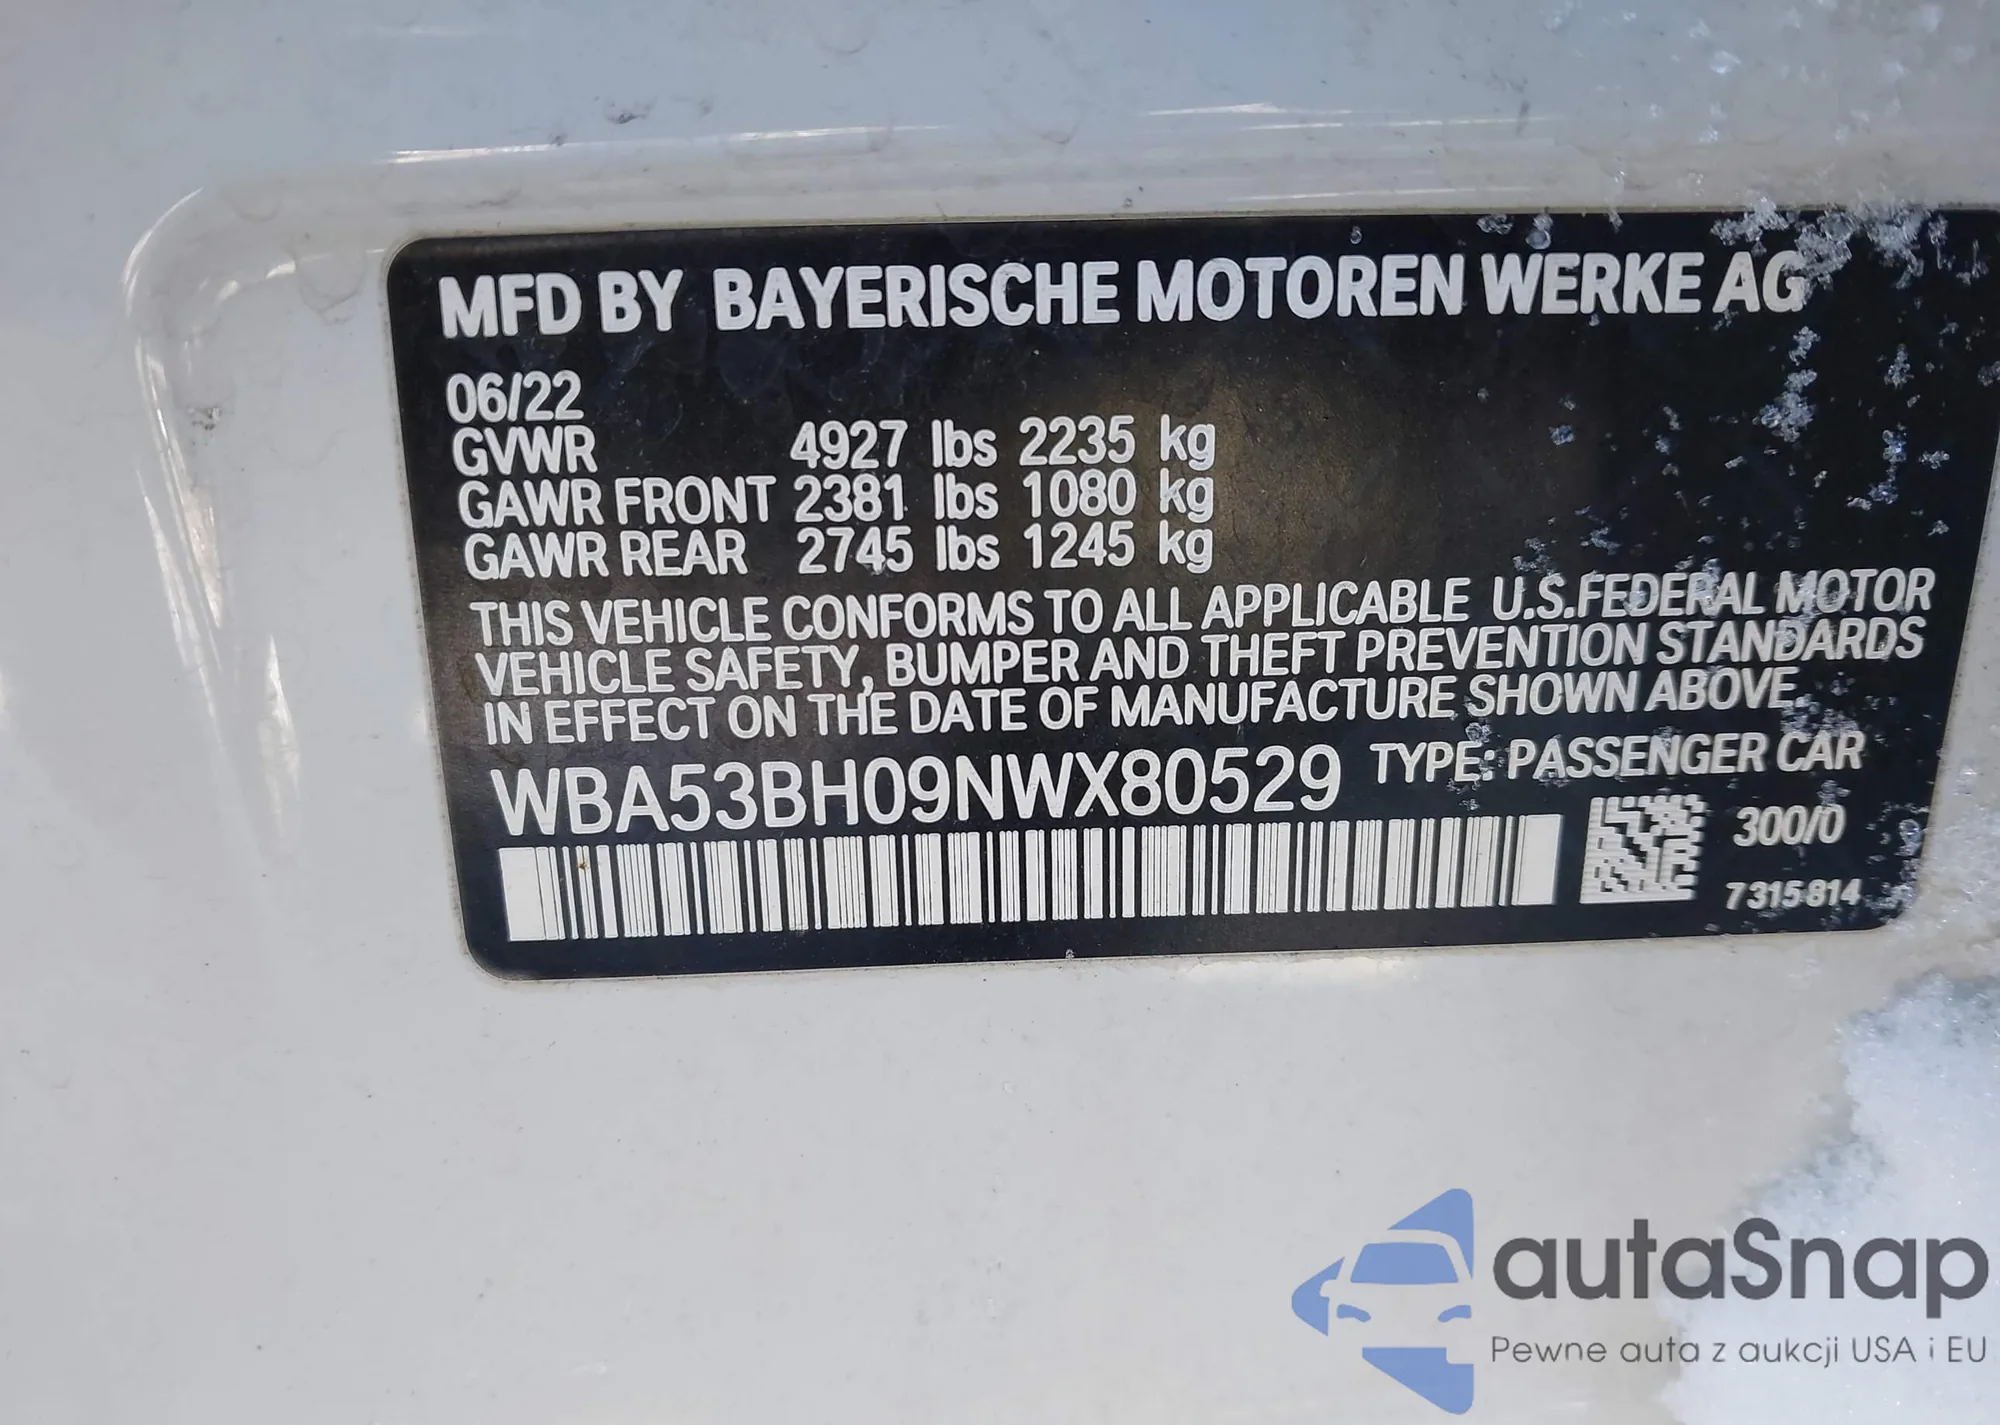 MFD BY BAYERISCHE MOTOREN WERKE AG
06/22
GVWR 4927 lbs 2235 kg
GAWR FRONT 2381 lbs 1080 kg
GAWR REAR 2745 lbs 1245 kg
THIS VEHICLE CONFORMS TO ALL APPLICABLE U.S.FEDERAL MOTOR
VEHICLE SAFETY, BUMPER AND THEFT PREVENTION STANDARDS
IN EFFECT ON THE DATE OF MANUFACTURE SHOWN ABOVE.
WBA53BH09NWX80529 TYPE: PASSENGER CAR
300/0
7315814
autaSnap
Pewne auta z aukcji USA i EU